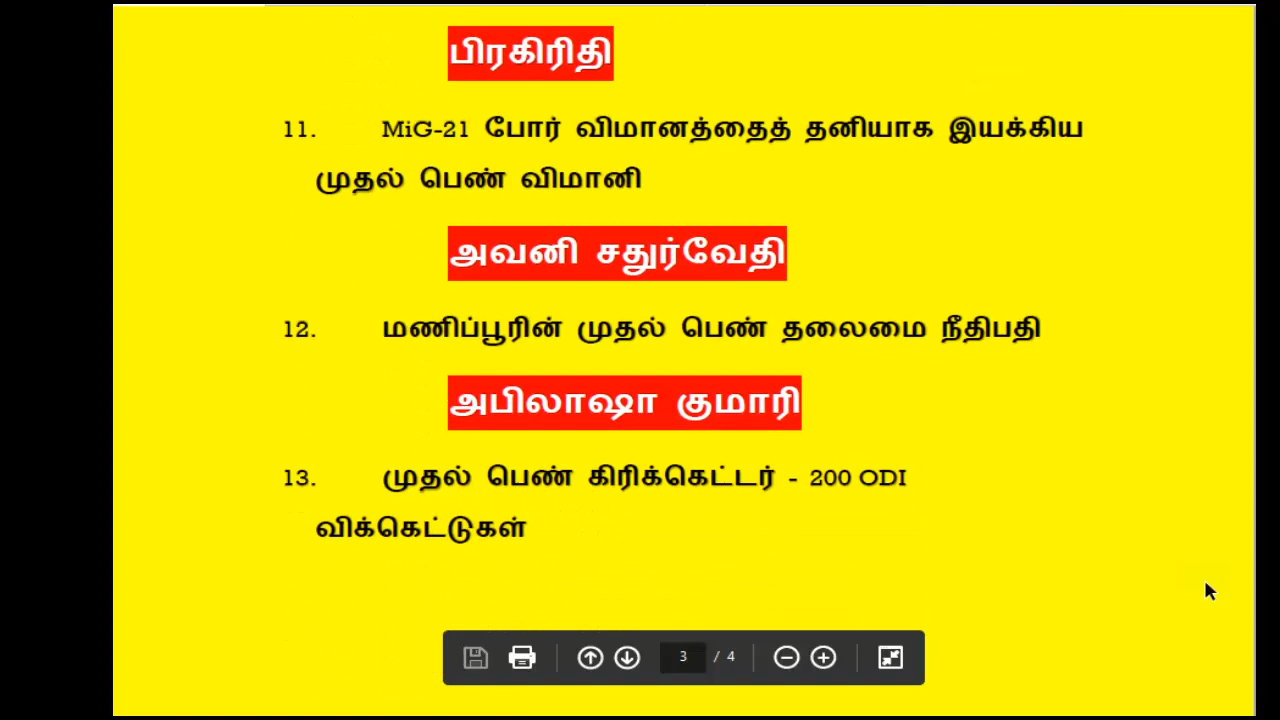 பிரகிரிதி
11. MiG-21 போர் விமானத்தைத் தனியாக இயக்கிய
முதல் பெண் விமானி
அவனி சதுர்வேதி
12. மணிப்பூரின் முதல் பெண் தலைமை நீதிபதி
அபிலாஷா குமாரி
13. முதல் பெண் கிரிக்கெட்டர் - 200 ODI
விக்கெட்டுகள்
3 / 4